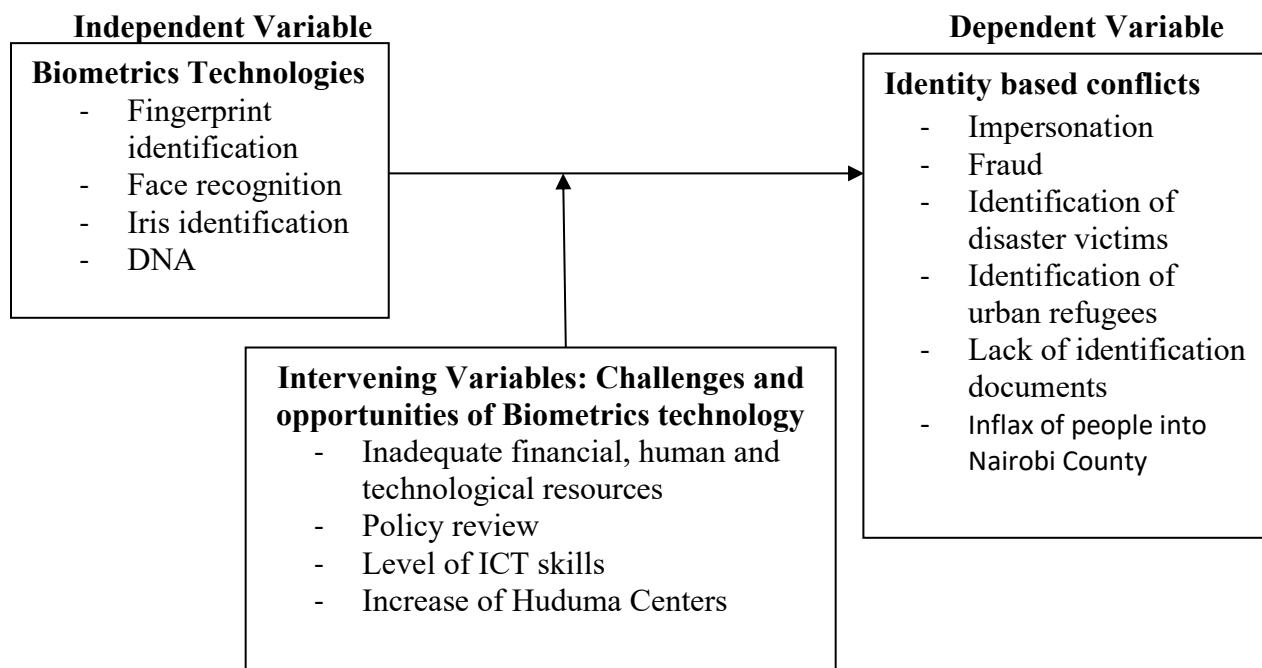 Independent Variable
Biometrics Technologies
- Fingerprint
identification
- Face recognition
- Iris identification
- DNA
Dependent Variable
Identity based conflicts
- Impersonation
- Fraud
- Identification of
disaster victims
- Identification of
urban refugees
- Lack of identification
documents
- Inflax of people into
Nairobi County
Intervening Variables: Challenges and
opportunities of Biometrics technology
- Inadequate financial, human and
technological resources
- Policy review
- Level of ICT skills
- Increase of Huduma Centers